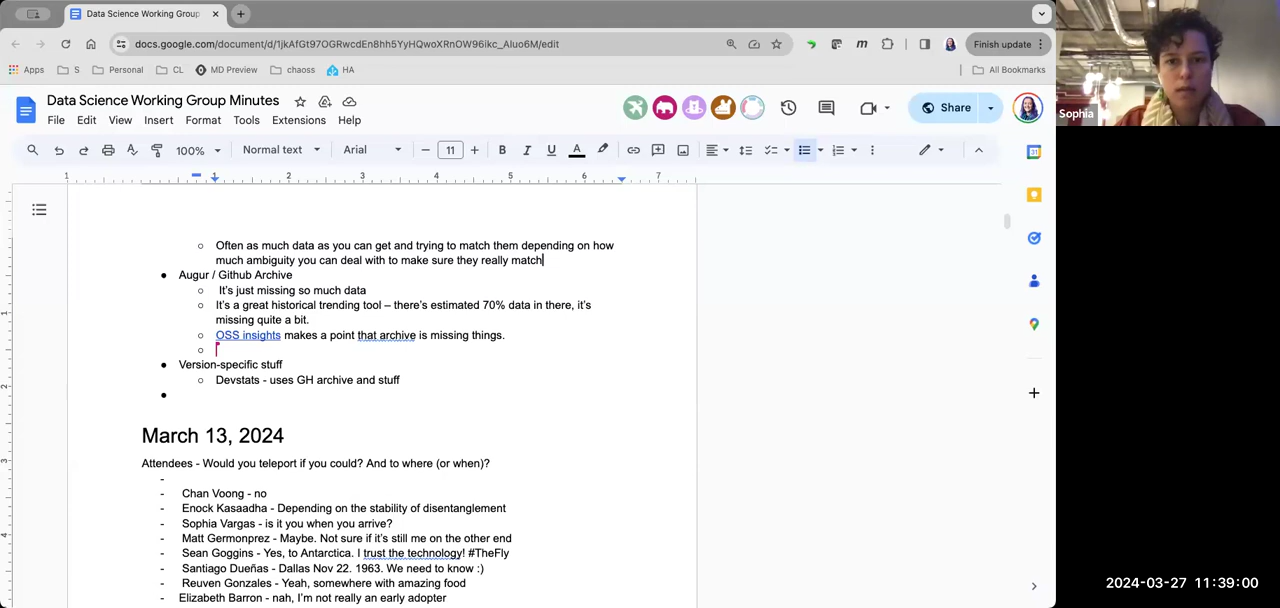 Data Science Working Group
docs.google.com/document/d/1jkAfGt97OGRwcdEn8hh5YyHQwoXRnOW96ikc_Aluo6M/edit
Finish update
Apps
S
Personal
CL
MD Preview
chaoss
HA
All Bookmarks
Data Science Working Group Minutes
File Edit View Insert Format Tools Extensions Help
Share
100%
Normal text
Arial
11
B I U A
1 1 2 3 4 5 6 7
Often as much data as you can get and trying to match them depending on how
much ambiguity you can deal with to make sure they really match
Augur / Github Archive
It's just missing so much data
It's a great historical trending tool – there's estimated 70% data in there, it's
missing quite a bit.
OSS insights makes a point that archive is missing things.
Version-specific stuff
Devstats - uses GH archive and stuff
March 13, 2024
Attendees - Would you teleport if you could? And to where (or when)?
-
- Chan Voong - no
- Enock Kasaadha - Depending on the stability of disentanglement
- Sophia Vargas - is it you when you arrive?
- Matt Germonprez - Maybe. Not sure if it's still me on the other end
- Sean Goggins - Yes, to Antarctica. I trust the technology! #TheFly
- Santiago Dueñas - Dallas Nov 22. 1963. We need to know :)
- Reuven Gonzales - Yeah, somewhere with amazing food
- Elizabeth Barron - nah, I'm not really an early adopter
Sophia
2024-03-27 11:39:00